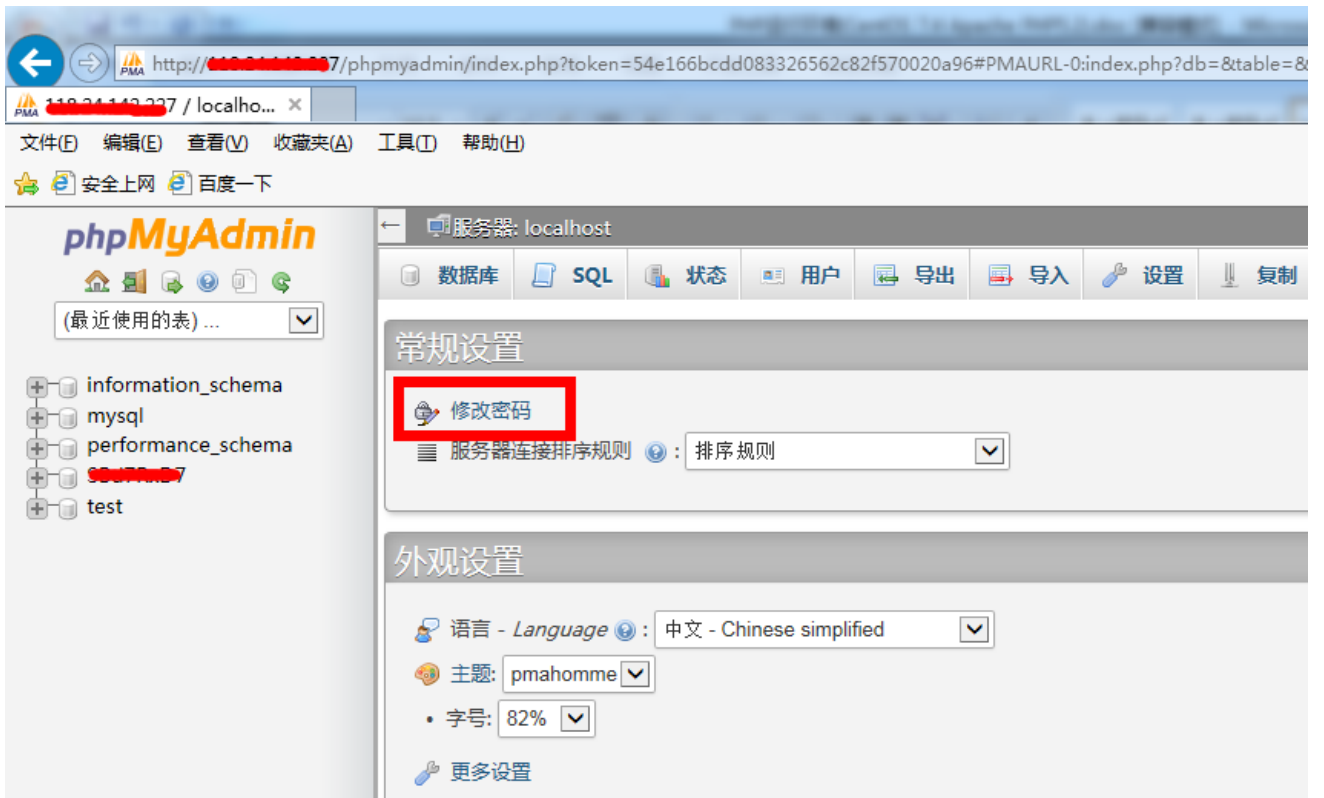 http://
7/phpmyadmin/index.php?token=54e166bcdd083326562c82f570020a96#PMAURL-0:index.php?db=&table=&
7 / localho...
文件(F) 编辑(E) 查看(V) 收藏夹(A) 工具(T) 帮助(H)
安全上网 百度一下
phpMyAdmin
(最近使用的表) ...
information_schema
mysql
performance_schema
7
test
服务器: localhost
数据库 SQL 状态 用户 导出 导入 设置 复制
常规设置
修改密码
服务器连接排序规则 : 排序规则
外观设置
语言 - Language : 中文 - Chinese simplified
主题: pmahomme
• 字号: 82%
更多设置